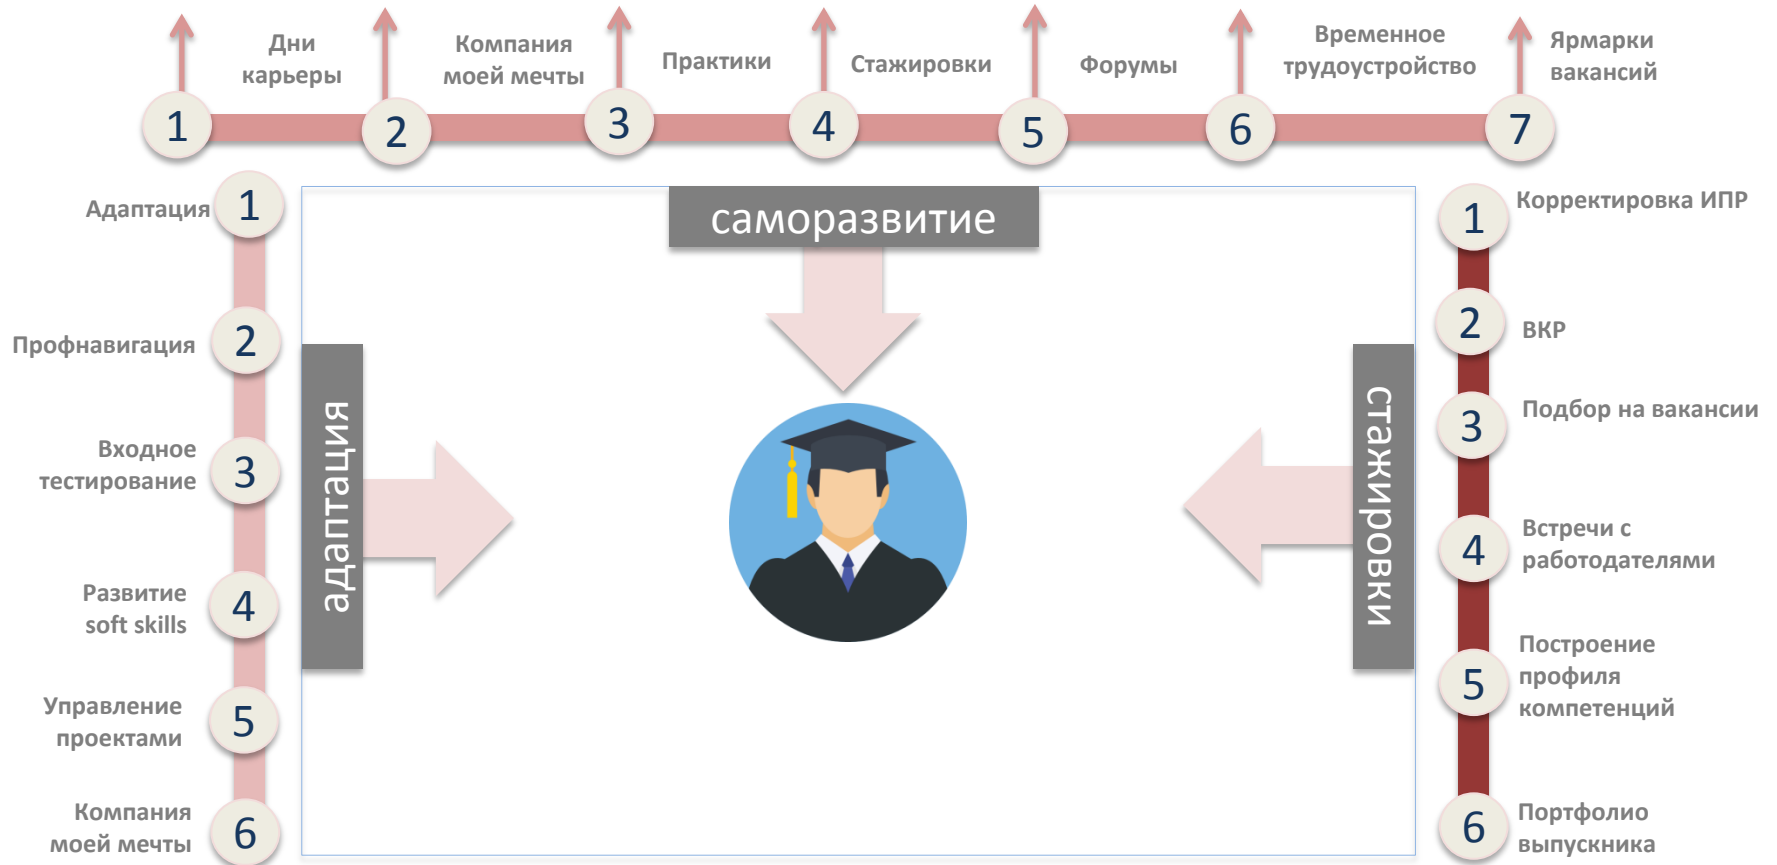 Дни
карьеры
Компания
моей мечты
Практики
Стажировки
Форумы
Временное
трудоустройство
Ярмарки
вакансий
1
2
3
4
5
6
7
Адаптация
1
Профнавигация
2
Входное
тестирование
3
Развитие
soft skills
4
Управление
проектами
5
Компания
моей мечты
6
саморазвитие
адаптация
стажировки
1
Корректировка ИПР
2
ВКР
3
Подбор на вакансии
4
Встречи с
работодателями
5
Построение
профиля
компетенций
6
Портфолио
выпускника